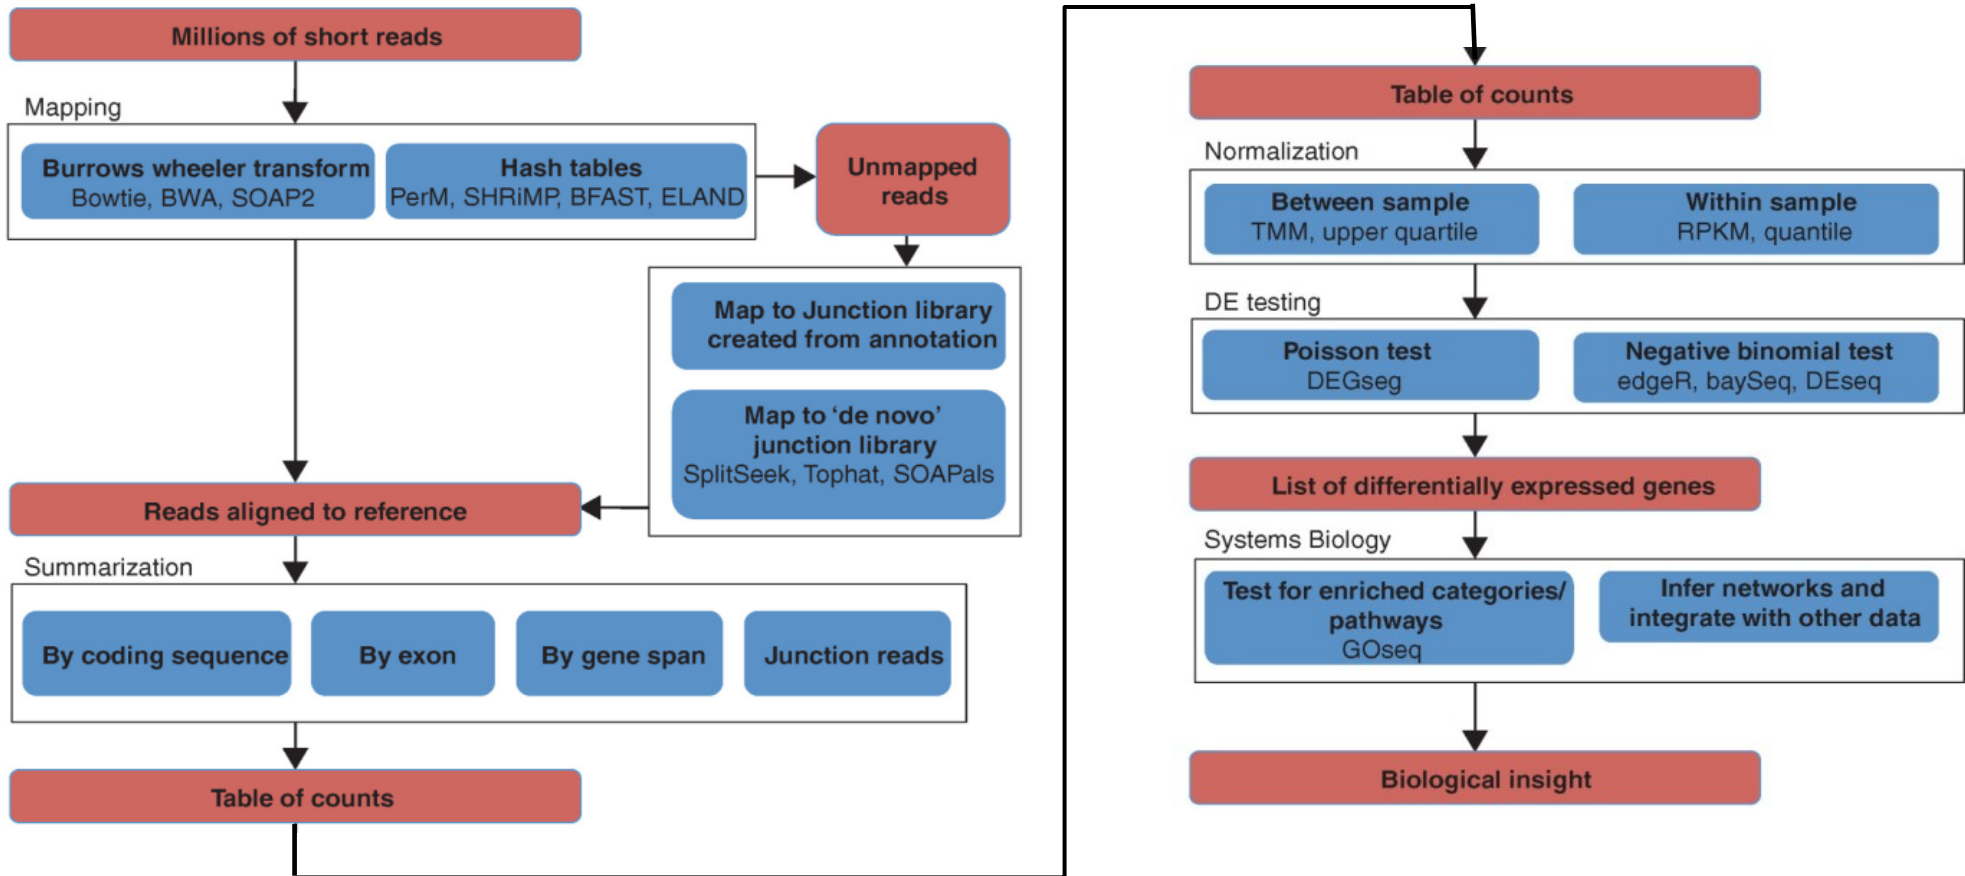 Millions of short reads
Mapping
Burrows wheeler transform
Bowtie, BWA, SOAP2
Hash tables
PerM, SHRiMP, BFAST, ELAND
Unmapped
reads
Map to Junction library
created from annotation
Map to ‘de novo’
junction library
SplitSeek, Tophat, SOAPals
Reads aligned to reference
Summarization
By coding sequence
By exon
By gene span
Junction reads
Table of counts
Table of counts
Normalization
Between sample
TMM, upper quartile
Within sample
RPKM, quantile
DE testing
Poisson test
DEGseg
Negative binomial test
edgeR, baySeq, DEseq
List of differentially expressed genes
Systems Biology
Test for enriched categories/
pathways
GOseq
Infer networks and
integrate with other data
Biological insight